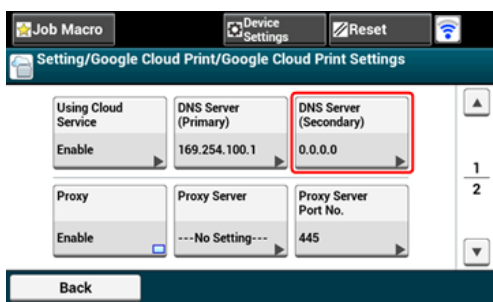 Job Macro
Device
Settings
Reset
Setting/Google Cloud Print/Google Cloud Print Settings
Using Cloud
Service
Enable
DNS Server
(Primary)
169.254.100.1
DNS Server
(Secondary)
0.0.0.0
Proxy
Enable
Proxy Server
---No Setting---
Proxy Server
Port No.
445
1
2
Back